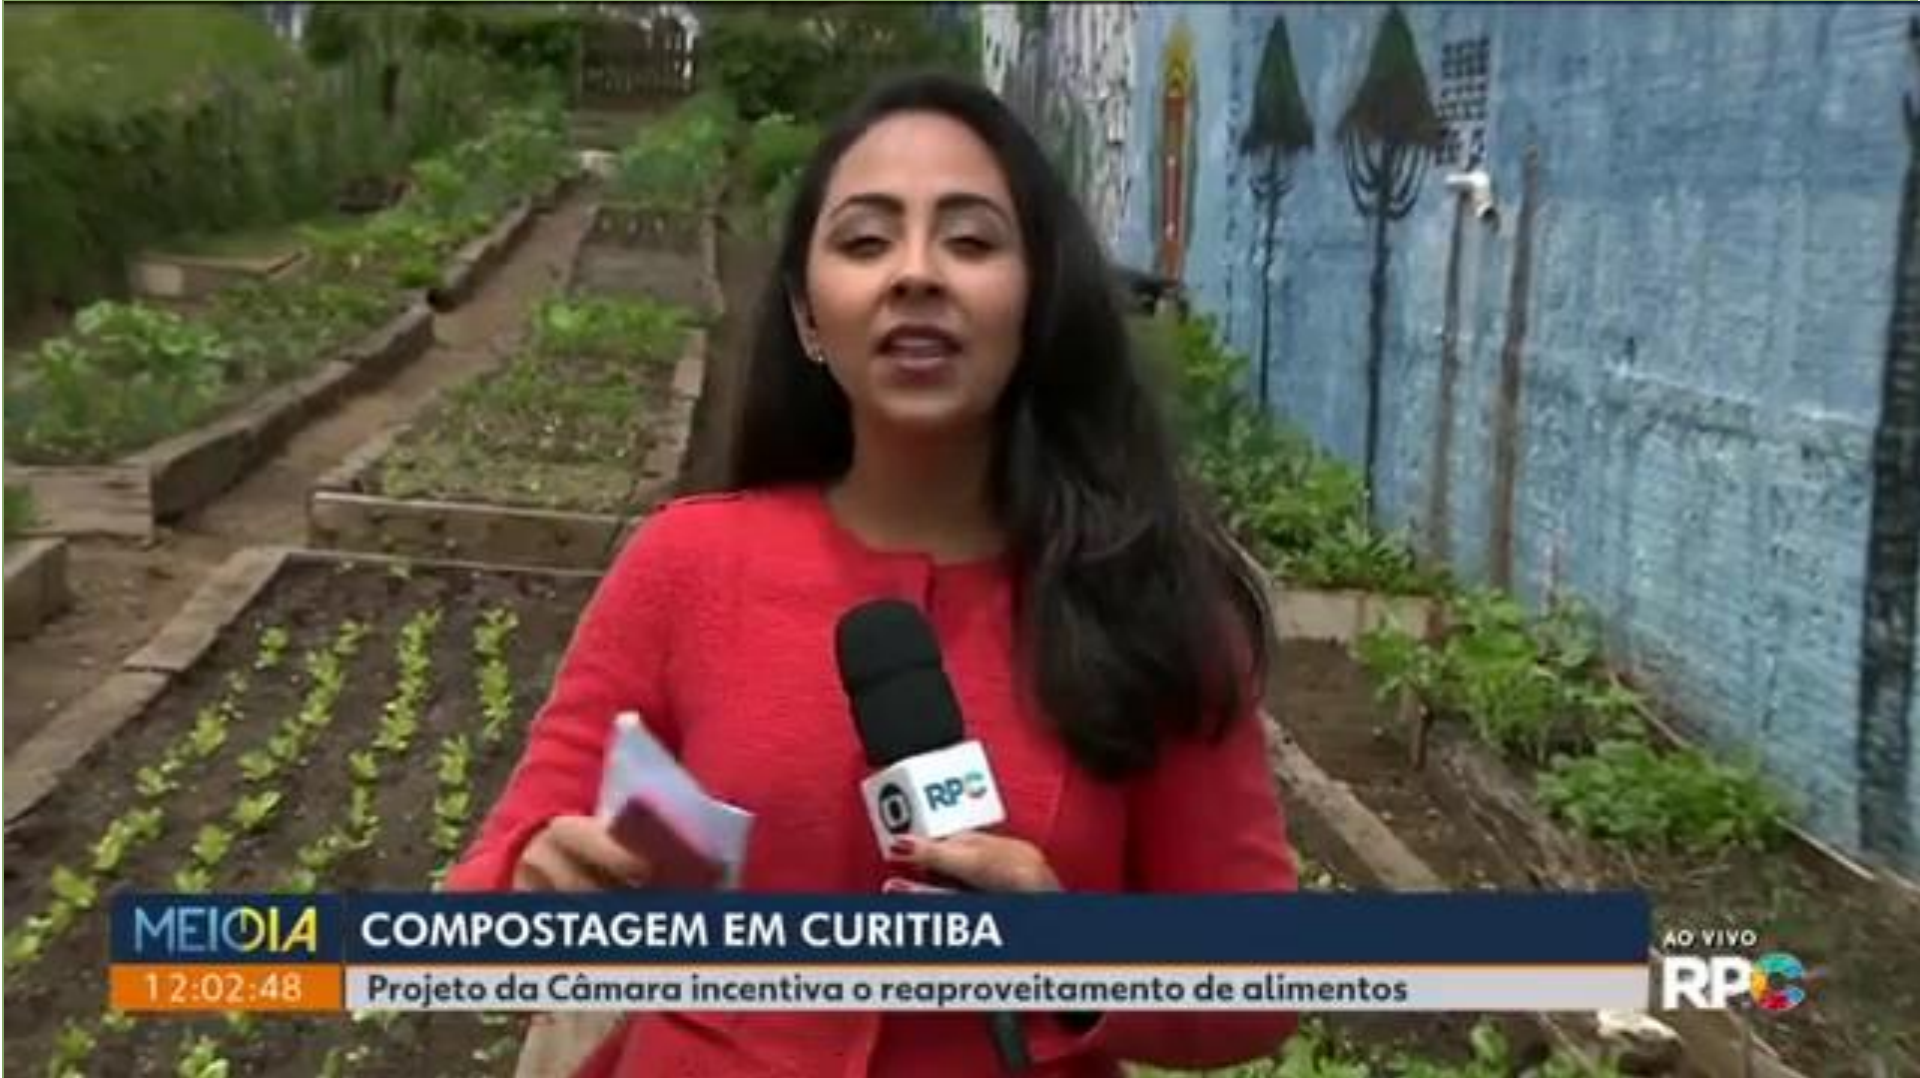 RPC
MEIODIA
COMPOSTAGEM EM CURITIBA
AO VIVO
12:02:48
Projeto da Câmara incentiva o reaproveitamento de alimentos
RPC